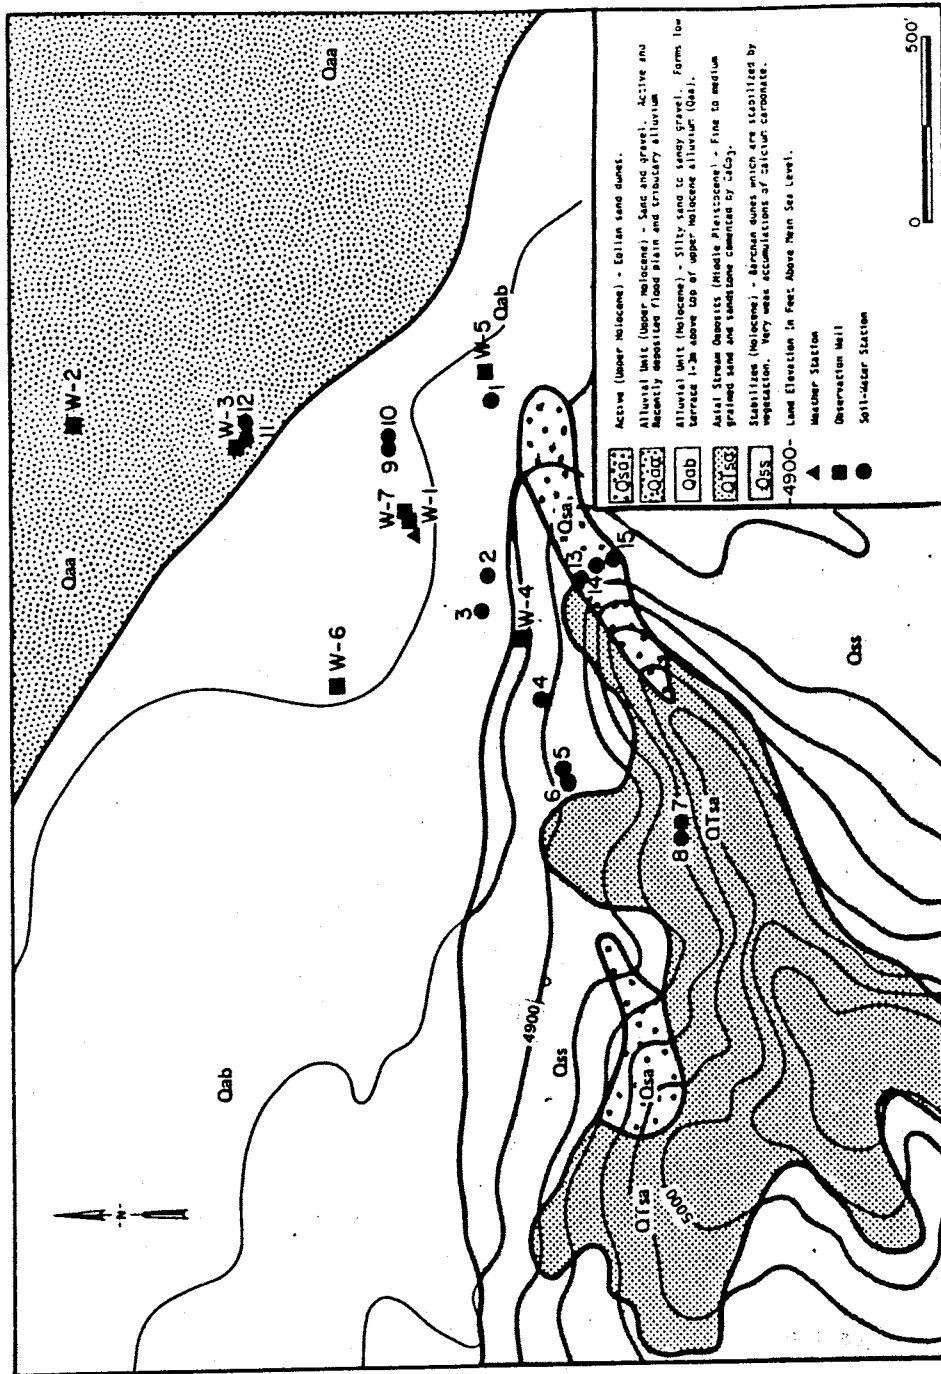 Qaa
Qaa
W-2
W-3
12
11
W-6
W-7
W-1
9
10
Qab
Qab
W-5
1
3
2
W-4
4
6
5
Qsa
13
14
15
8
7
QTsa
4900
Qss
Qsa
QTsa
5000
Qss
-N-
Qsa
Active (Upper Holocene) - Eolian sand dunes.
Qaa
Alluvial Unit (Upper Holocene) - Sand and gravel. Active and
Recently deposited flood plain and tributary alluvium
Qab
Alluvial Unit (Holocene) - Silty sand to sandy gravel. Forms low
terrace 1-3m above top of upper Holocene alluvium (Qaa).
QTsa
Axial Stream Deposits (Middle Pleistocene) - Fine to medium
grained sand and sandstone cemented by CaCO3.
Qss
Stabilized (Holocene) - Barchan dunes which are stabilized by
vegetation. Very weak accumulations of calcium carbonate.
-4900- Land Elevation In Feet Above Mean Sea Level.
Weather Station
Observation Well
Soil-Water Station
0 500'